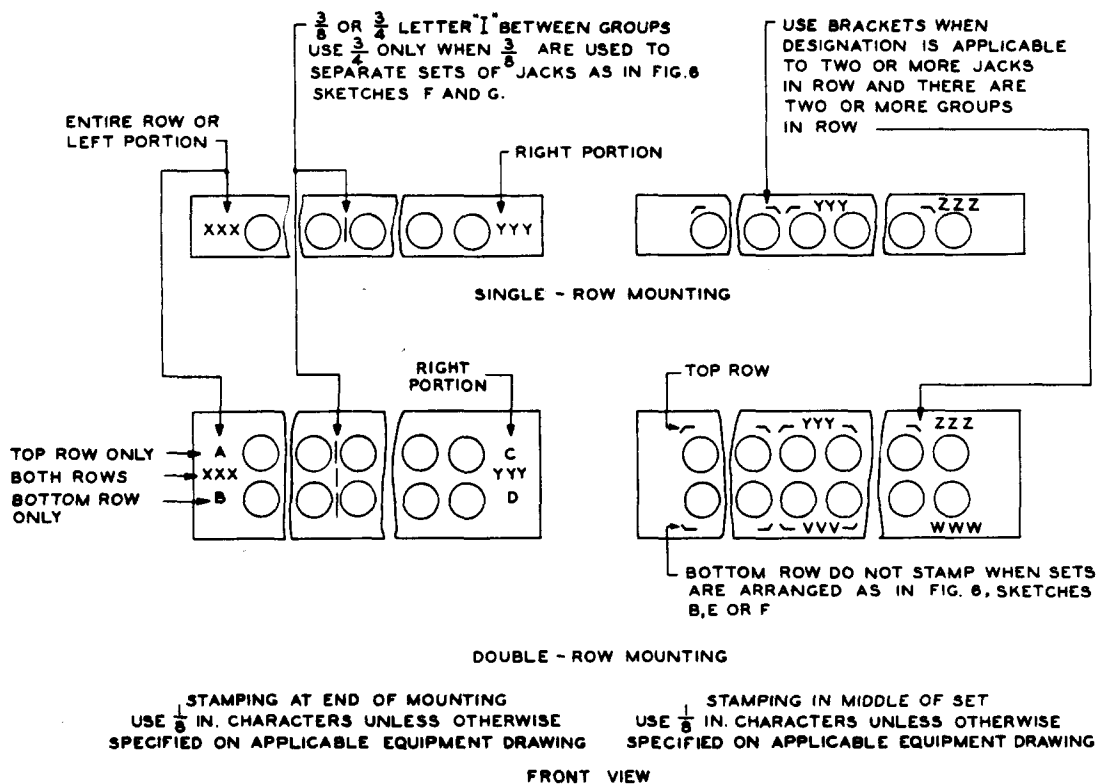 3/8 OR 3/4 LETTER "I" BETWEEN GROUPS
USE 3/4 ONLY WHEN 3/8 ARE USED TO
SEPARATE SETS OF JACKS AS IN FIG. 6
SKETCHES F AND G.
USE BRACKETS WHEN
DESIGNATION IS APPLICABLE
TO TWO OR MORE JACKS
IN ROW AND THERE ARE
TWO OR MORE GROUPS
IN ROW
ENTIRE ROW OR
LEFT PORTION
RIGHT PORTION
XXX
YYY
YYY
ZZZ
SINGLE - ROW MOUNTING
RIGHT
PORTION
TOP ROW
TOP ROW ONLY
BOTH ROWS
BOTTOM ROW
ONLY
A
XXX
B
C
YYY
D
YYY
ZZZ
VVV
WWW
BOTTOM ROW DO NOT STAMP WHEN SETS
ARE ARRANGED AS IN FIG. 6, SKETCHES
B, E OR F
DOUBLE - ROW MOUNTING
STAMPING AT END OF MOUNTING
USE 1/8 IN. CHARACTERS UNLESS OTHERWISE
SPECIFIED ON APPLICABLE EQUIPMENT DRAWING
STAMPING IN MIDDLE OF SET
USE 1/8 IN. CHARACTERS UNLESS OTHERWISE
SPECIFIED ON APPLICABLE EQUIPMENT DRAWING
FRONT VIEW